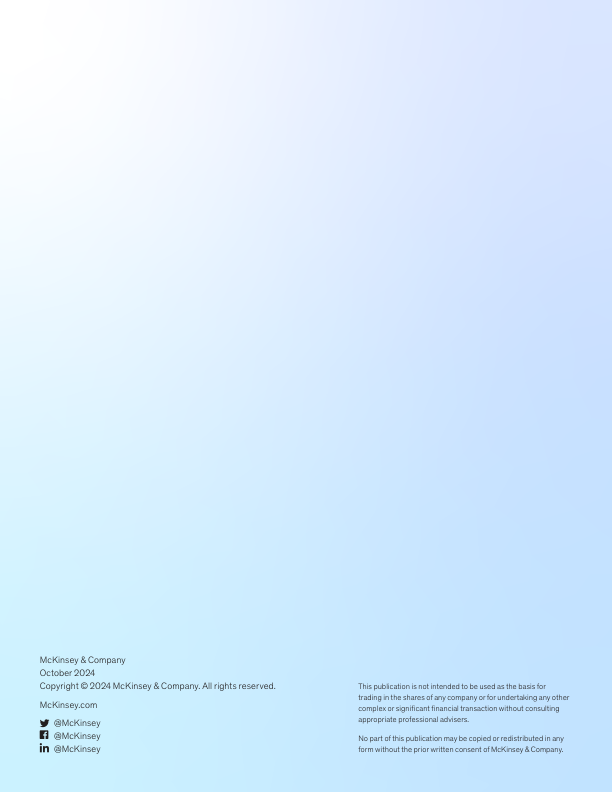 McKinsey & Company
October 2024
Copyright © 2024 McKinsey & Company. All rights reserved.
McKinsey.com
@McKinsey
@McKinsey
@McKinsey
This publication is not intended to be used as the basis for
trading in the shares of any company or for undertaking any other
complex or significant financial transaction without consulting
appropriate professional advisers.
No part of this publication may be copied or redistributed in any
form without the prior written consent of McKinsey & Company.